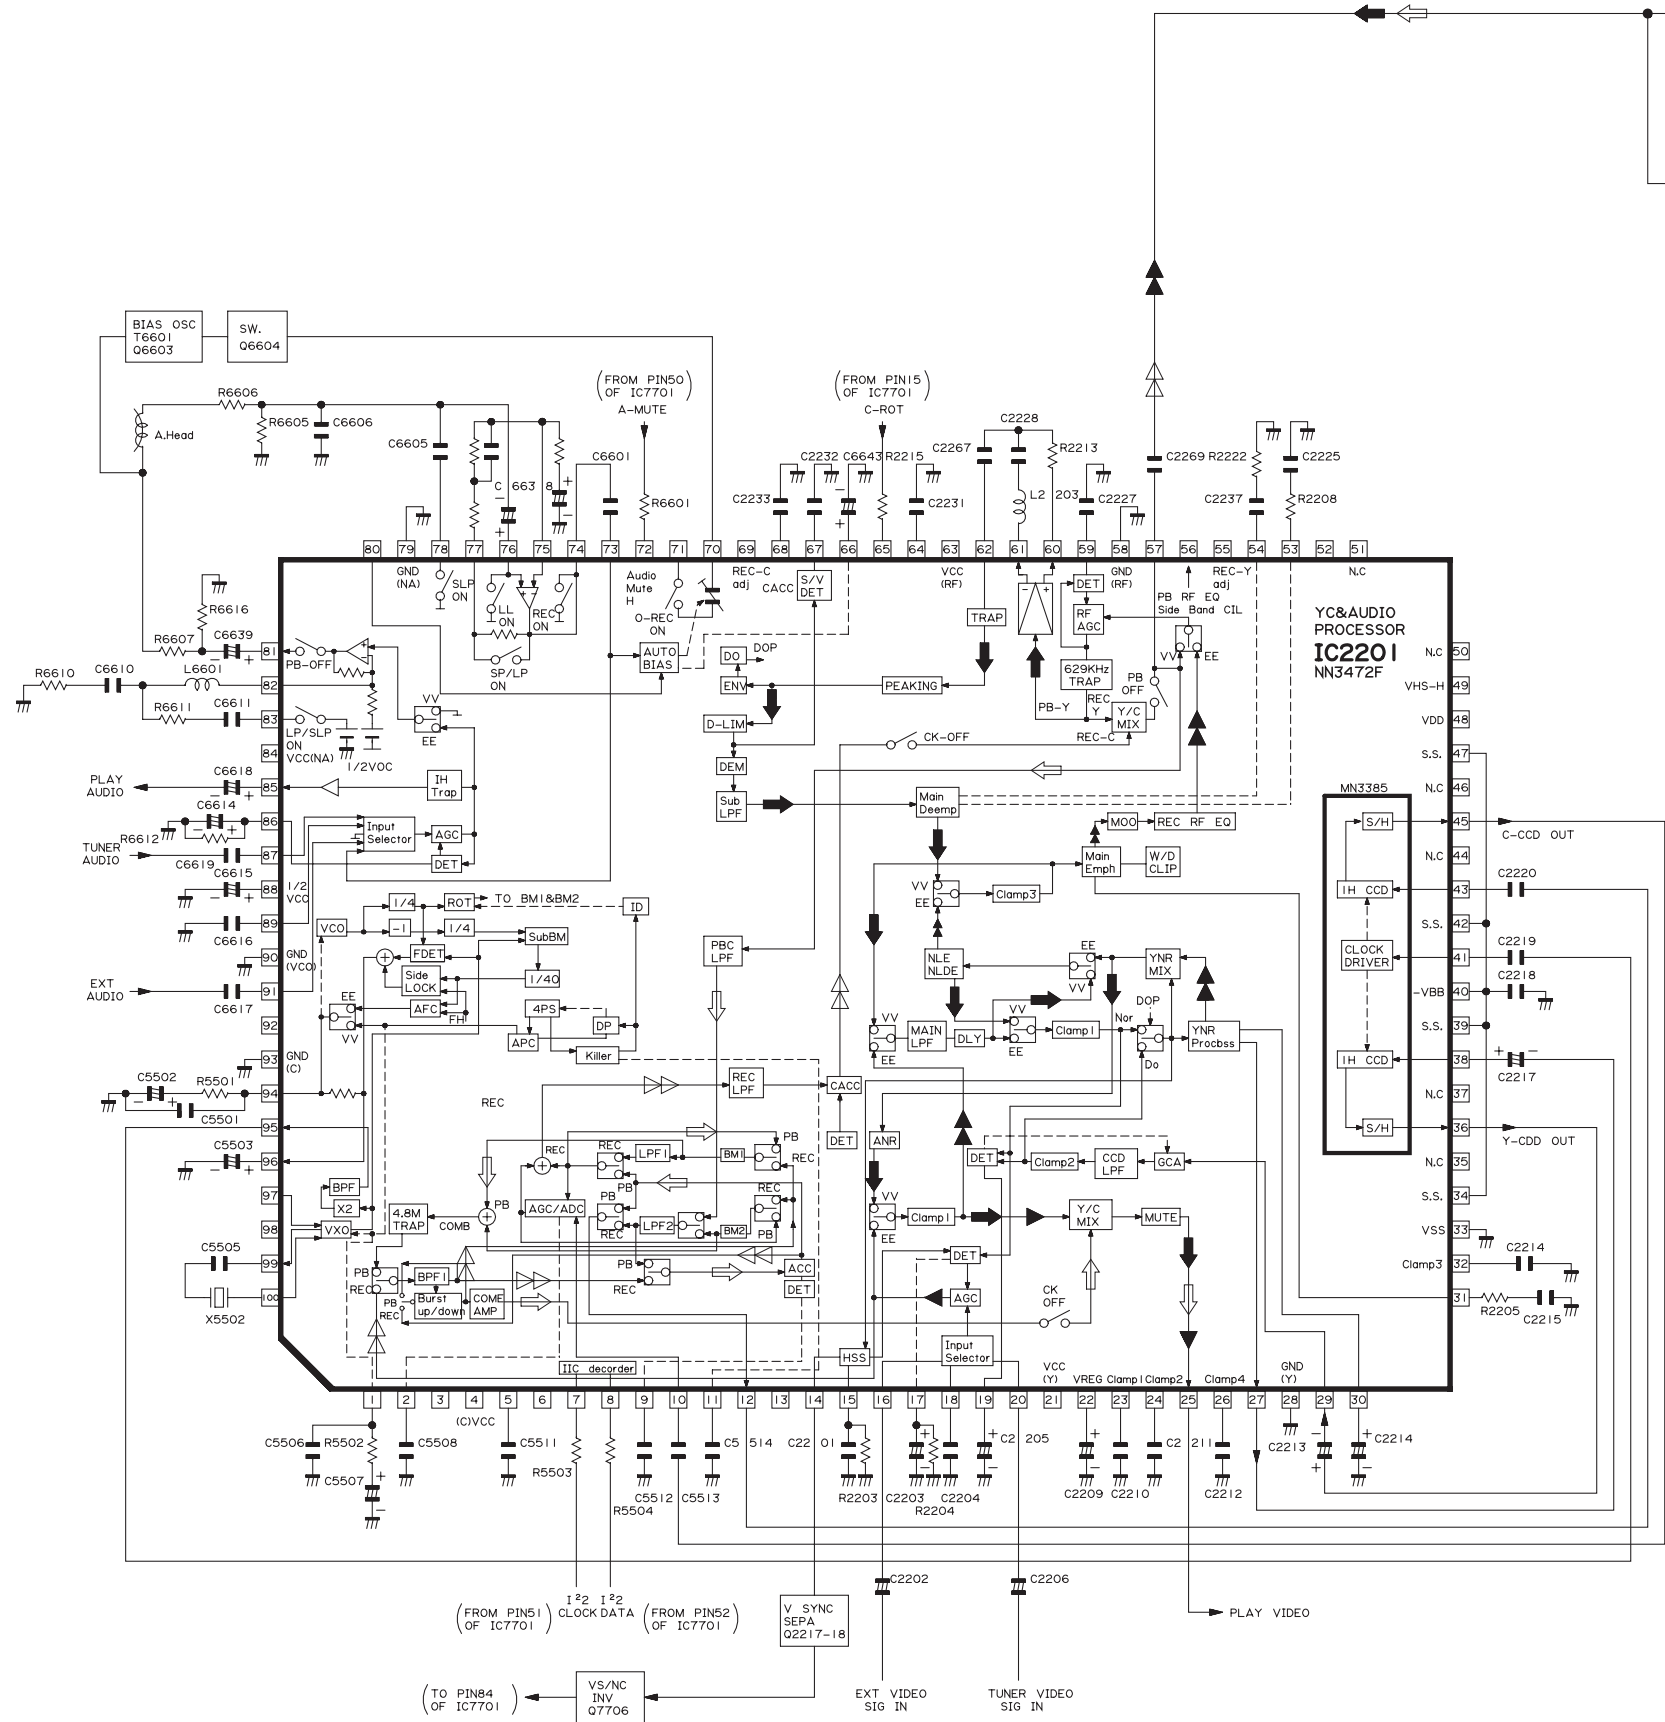 BIAS OSC
T6601
Q6603
SW.
Q6604
R6606
A.Head
R6605
C6606
C6605
C 663 8
C6601
(FROM PIN50
OF IC7701)
A-MUTE
R6601
(FROM PIN15
OF IC7701)
C-ROT
C2233
C2232
C6643
R2215
C2231
C2267
C2228
L2 203
R2213
C2227
C2269
R2222
C2237
C2225
R2208
80 79 78 77 76 75 74 73 72 71 70 69 68 67 66 65 64 63 62 61 60 59 58 57 56 55 54 53 52 51
GND
(NA)
SLP
ON
LL
ON
REC
ON
SP/LP
ON
Audio
Mute
H
O-REC
ON
AUTO
BIAS
REC-C
adj
CACC
S/V
DET
DO
DOP
ENV
PEAKING
VCC
(RF)
TRAP
DET
RF
AGC
629KHz
TRAP
GND
(RF)
PB RF EQ
Side Band CIL
REC-Y
adj
N.C
VV
EE
PB
OFF
REC
Y
Y/C
MIX
PB-Y
REC-C
CK-OFF
D-LIM
DEM
Sub
LPF
Main
Deemp
MOO
REC RF EQ
Main
Emph
W/D
CLIP
YC&AUDIO
PROCESSOR
IC2201
NN3472F
R6616
R6607
C6639
81
PB-OFF
R6610
C6610
L6601
82
R6611
C6611
83
LP/SLP
ON
VCC(NA)
84
1/2VOC
VV
EE
PLAY
AUDIO
C6618
85
IH
Trap
C6614
86
R6612
Input
Selector
AGC
DET
TUNER
AUDIO
C6619
87
C6615
88
1/2
VCC
89
C6616
90
GND
(VCO)
EXT
AUDIO
91
C6617
92
93
GND
(C)
C5502
R5501
94
C5501
95
C5503
96
97
98
C5505
99
100
X5502
1/4
ROT
TO BM1&BM2
ID
VCO
-1
1/4
SubBM
FDET
Side
LOCK
1/40
AFC
FH
4PS
DP
APC
Killer
EE
VV
PBC
LPF
REC
REC
LPF
CACC
DET
PB
REC
REC
REC
LPF1
BM1
PB
PB
REC
AGC/ADC
PB
REC
LPF2
BM2
PB
BPF
X2
VXO
4.8M
TRAP
COMB
PB
PB
REC
BPF1
PB
REC
Burst
up/down
COME
AMP
PB
REC
ACC
DET
IIC decorder
VV
EE
Clamp3
NLE
NLDE
EE
VV
YNR
MIX
VV
EE
MAIN
LPF
DLY
VV
EE
Clamp1
Nor
DOP
Do
YNR
Procbss
ANR
DET
Clamp2
CCD
LPF
GCA
VV
EE
Clamp1
Y/C
MIX
MUTE
DET
AGC
CK
OFF
HSS
Input
Selector
VCC
(Y)
VREG
Clamp1
Clamp2
Clamp4
GND
(Y)
N.C 50
VHS-H 49
VDD 48
S.S. 47
N.C 46
45
N.C 44
43
S.S. 42
41
-VBB 40
S.S. 39
38
N.C 37
36
N.C 35
S.S. 34
VSS 33
Clamp3 32
31
MN3385
S/H
IH CCD
CLOCK
DRIVER
IH CCD
S/H
C-CCD OUT
C2220
C2219
C2218
C2217
Y-CDD OUT
C2214
R2205
C2215
1 2 3 4 5 6 7 8 9 10 11 12 13 14 15 16 17 18 19 20 21 22 23 24 25 26 27 28 29 30
(C)VCC
C5506
R5502
C5507
C5508
C5511
R5503
R5504
C5512
C5513
C5 514
C22 01
R2203
C2203
R2204
C2204
C2 205
C2209
C2210
C2 211
C2212
C2213
C2214
I²2
CLOCK
I²2
DATA
(FROM PIN51
OF IC7701)
(FROM PIN52
OF IC7701)
C2202
C2206
V SYNC
SEPA
Q2217-18
PLAY VIDEO
(TO PIN84
OF IC7701)
VS/NC
INV
Q7706
EXT VIDEO
SIG IN
TUNER VIDEO
SIG IN